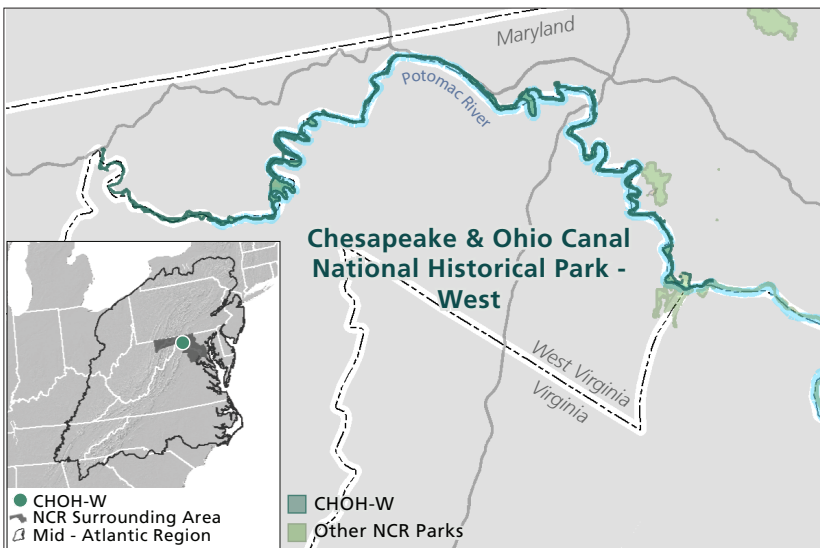 Maryland
Potomac River
Chesapeake & Ohio Canal
National Historical Park -
West
West Virginia
Virginia
CHOH-W
NCR Surrounding Area
Mid - Atlantic Region
CHOH-W
Other NCR Parks